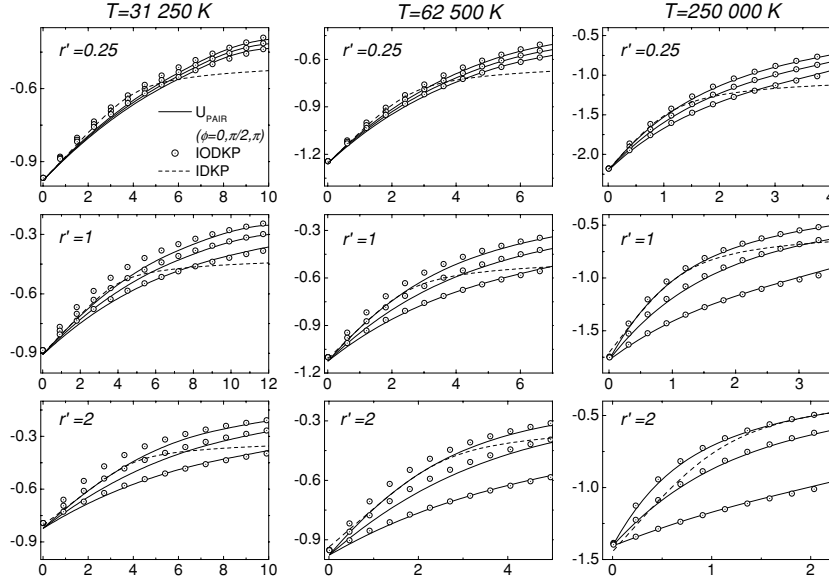 T=31 250 K
T=62 500 K
T=250 000 K
r'=0.25
-0.6
-0.9
U_PAIR
(ϕ=0,π/2,π)
IODKP
IDKP
0 2 4 6 8 10
r'=0.25
-0.6
-0.9
-1.2
0 2 4 6
r'=0.25
-1.0
-1.5
-2.0
0 1 2 3 4
r'=1
-0.3
-0.6
-0.9
0 2 4 6 8 10 12
r'=1
-0.3
-0.6
-0.9
-1.2
0 2 4 6
r'=1
-0.5
-1.0
-1.5
0 1 2 3
r'=2
-0.3
-0.6
-0.9
0 2 4 6 8 10
r'=2
-0.3
-0.6
-0.9
0 2 4
r'=2
-0.5
-1.0
-1.5
0 1 2